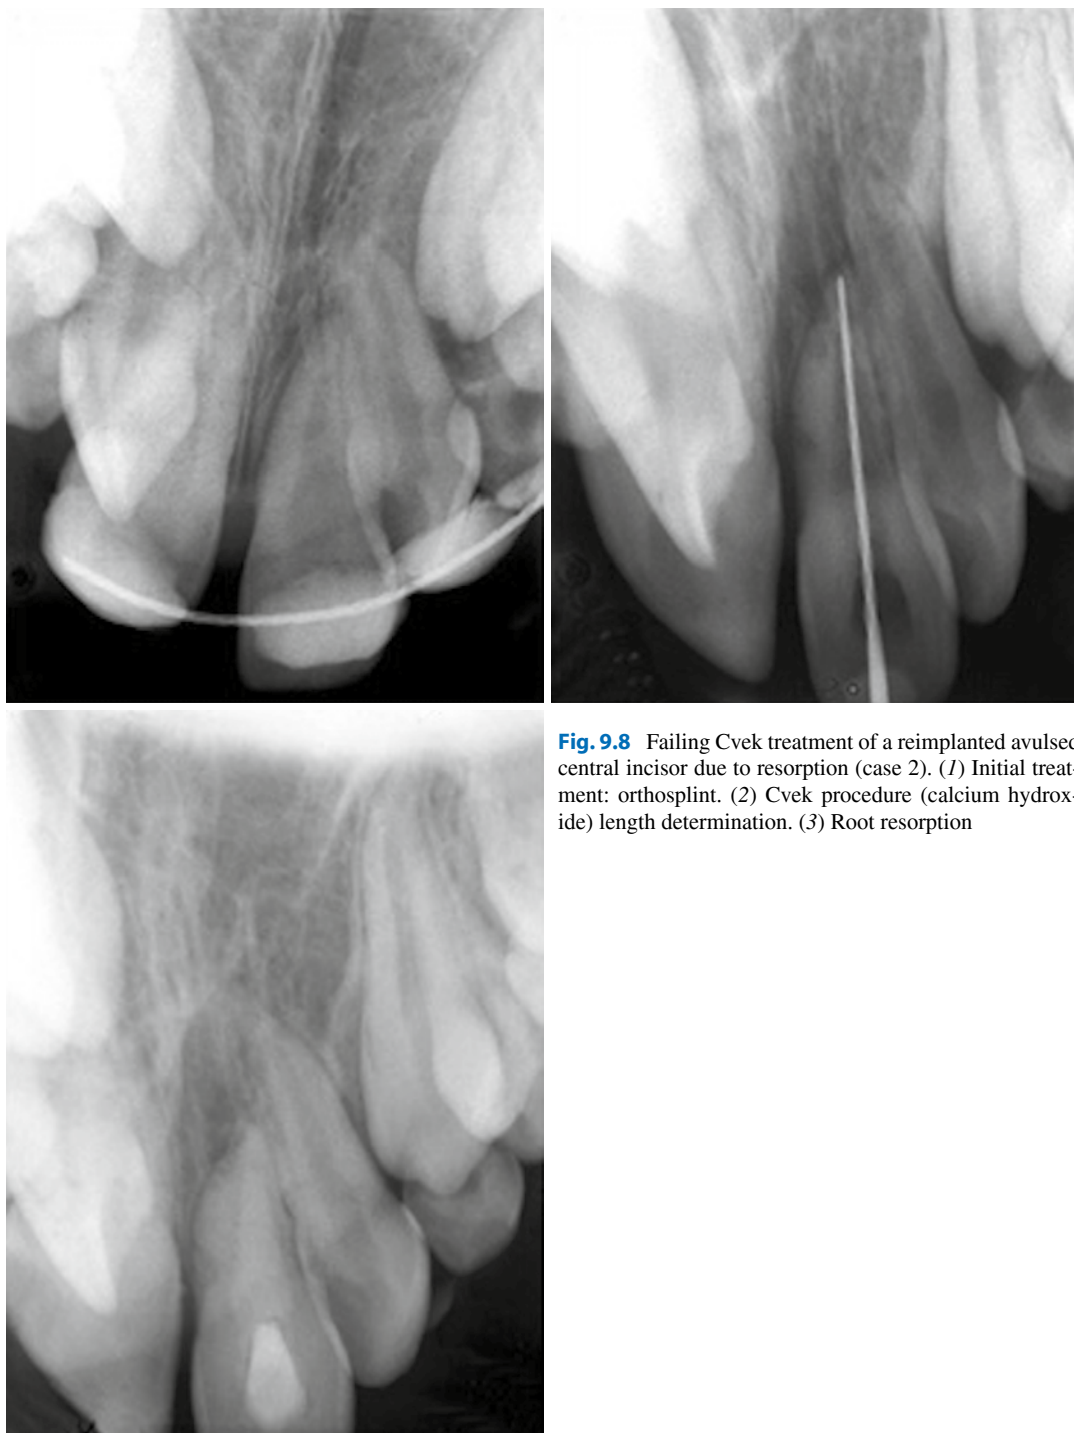 Fig. 9.8 Failing Cvek treatment of a reimplanted avulsed
central incisor due to resorption (case 2). (1) Initial treat-
ment: orthosplint. (2) Cvek procedure (calcium hydrox-
ide) length determination. (3) Root resorption